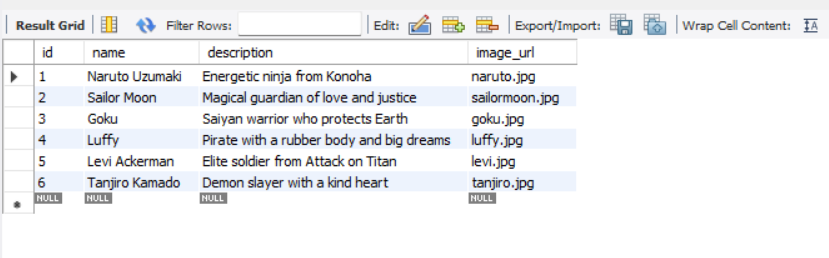 Result Grid Filter Rows: Edit: Export/Import: Wrap Cell Content: IA
id name description image_url
1 Naruto Uzumaki Energetic ninja from Konoha naruto.jpg
2 Sailor Moon Magical guardian of love and justice sailormoon.jpg
3 Goku Saiyan warrior who protects Earth goku.jpg
4 Luffy Pirate with a rubber body and big dreams luffy.jpg
5 Levi Ackerman Elite soldier from Attack on Titan levi.jpg
6 Tanjiro Kamado Demon slayer with a kind heart tanjiro.jpg
NULL NULL NULL NULL